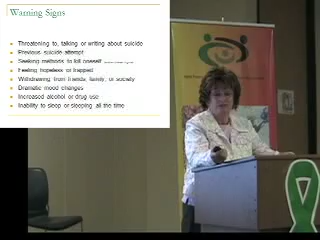 Warning Signs
Threatening to, talking or writing about suicide
Previous suicide attempt
Seeking methods to kill oneself
Feeling hopeless or trapped
Withdrawing from friends, family, or society
Dramatic mood changes
Increased alcohol or drug use
Inability to sleep or sleeping all the time